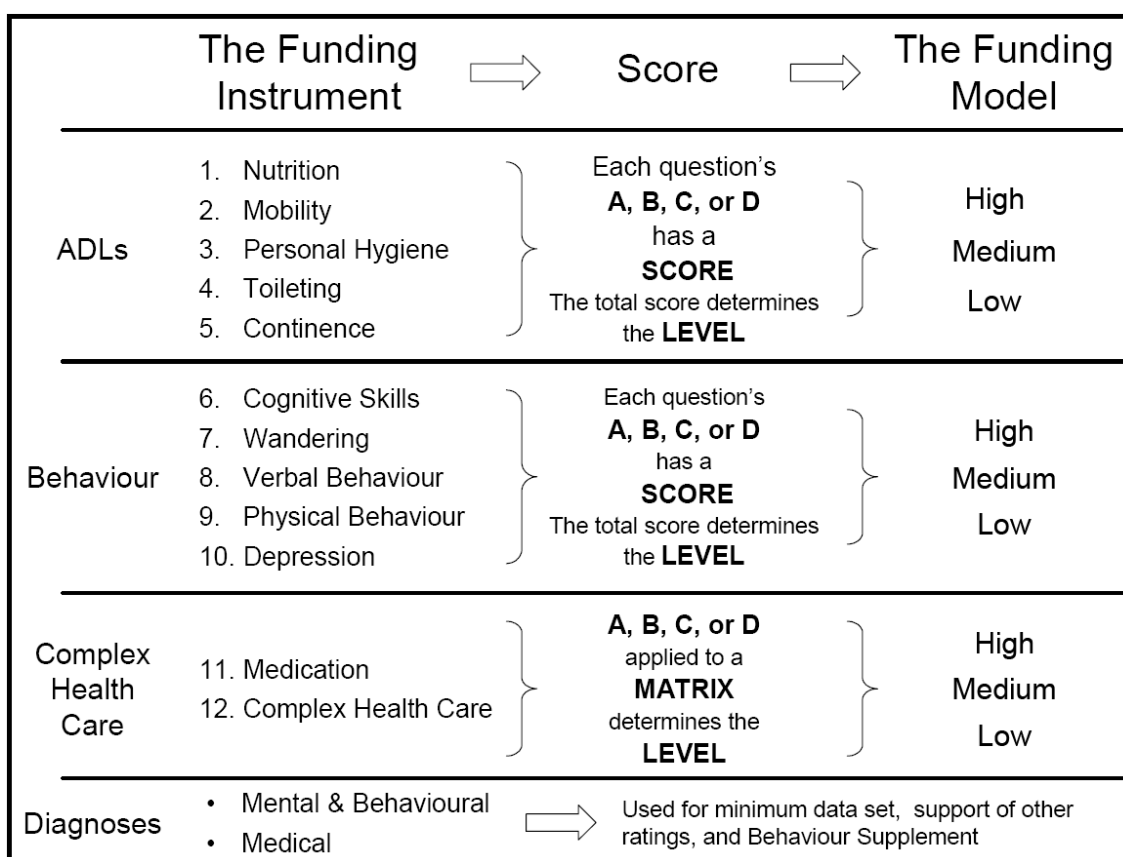 The Funding
Instrument
Score
The Funding
Model
ADLs
1. Nutrition
2. Mobility
3. Personal Hygiene
4. Toileting
5. Continence
Each question's
A, B, C, or D
has a
SCORE
The total score determines
the LEVEL
High
Medium
Low
Behaviour
6. Cognitive Skills
7. Wandering
8. Verbal Behaviour
9. Physical Behaviour
10. Depression
Each question's
A, B, C, or D
has a
SCORE
The total score determines
the LEVEL
High
Medium
Low
Complex
Health
Care
11. Medication
12. Complex Health Care
A, B, C, or D
applied to a
MATRIX
determines the
LEVEL
High
Medium
Low
Diagnoses
• Mental & Behavioural
• Medical
Used for minimum data set, support of other
ratings, and Behaviour Supplement